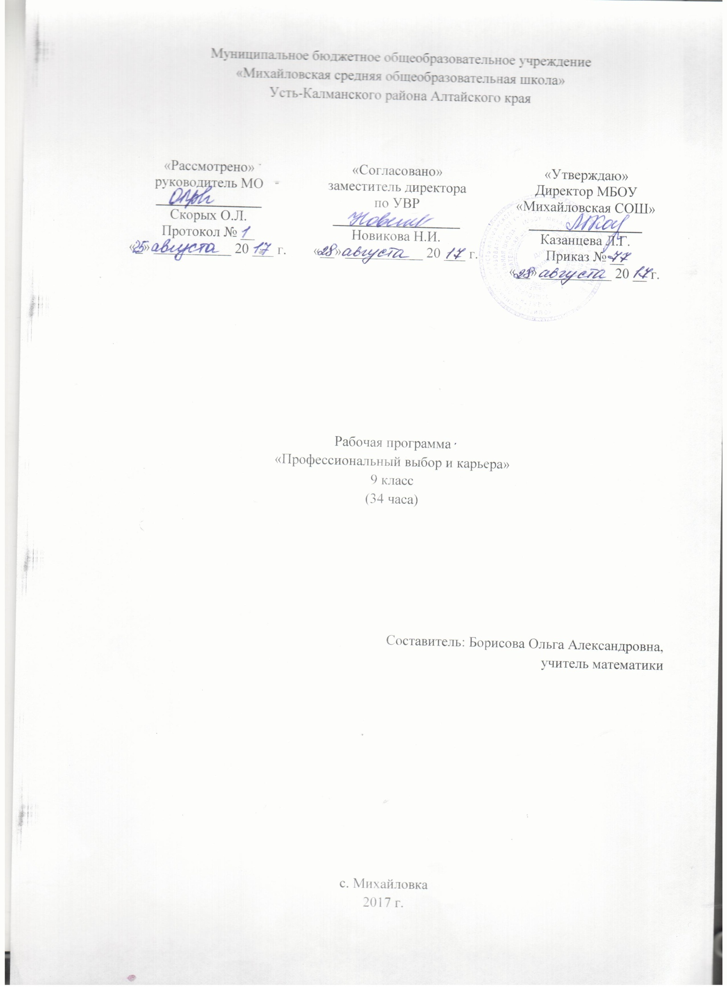 Муниципальное бюджетное общеобразовательное учреждение
«Михайловская средняя общеобразовательная школа»
Усть-Калманского района Алтайского края
«Рассмотрено»
руководитель МО
Скорых О.Л.
Протокол № 1
«25» августа 20 17 г.
«Согласовано»
заместитель директора
по УВР
Новикова Н.И.
«28» августа 20 17 г.
«Утверждаю»
Директор МБОУ
«Михайловская СОШ»
Казанцева Л.Г.
Приказ № 77
«28» августа 20 17 г.
Рабочая программа
«Профессиональный выбор и карьера»
9 класс
(34 часа)
Составитель: Борисова Ольга Александровна,
учитель математики
с. Михайловка
2017 г.